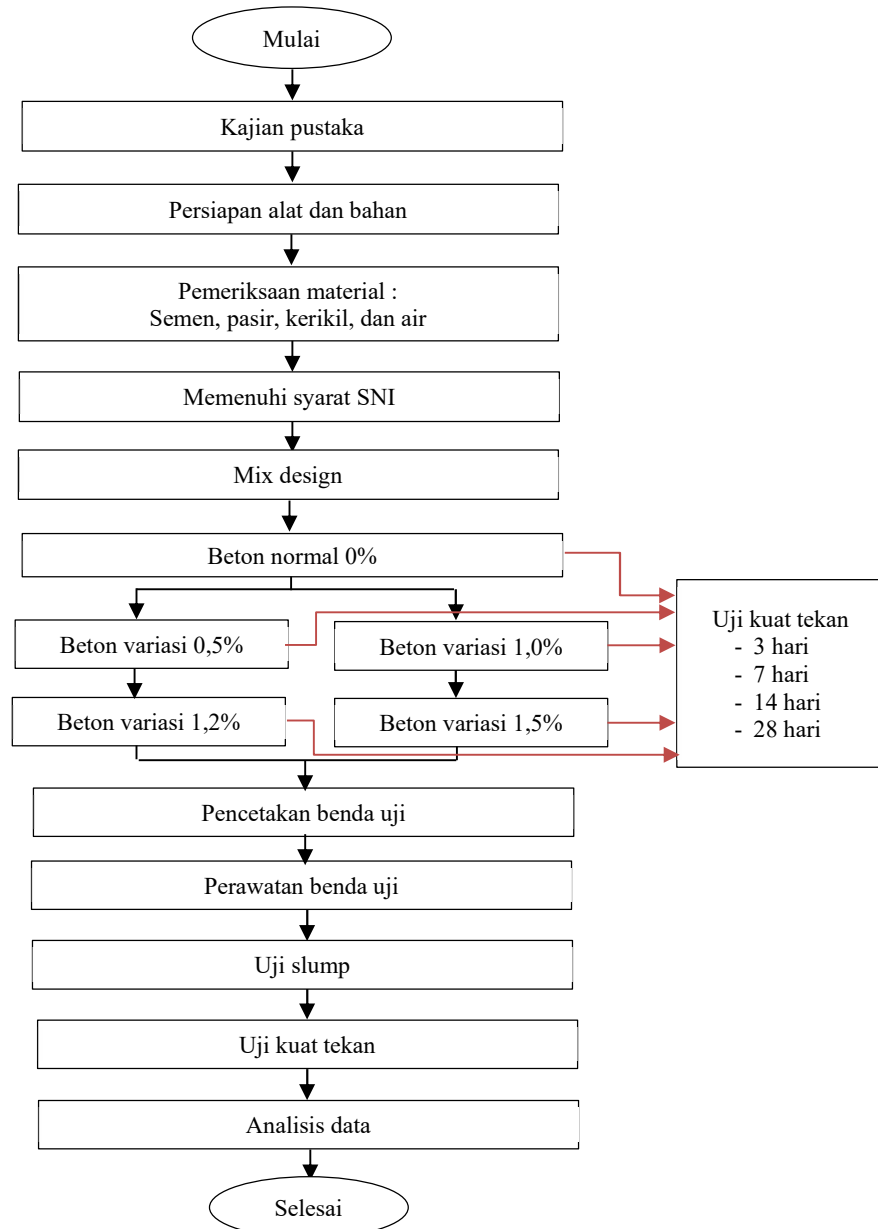 Mulai
Kajian pustaka
Persiapan alat dan bahan
Pemeriksaan material :
Semen, pasir, kerikil, dan air
Memenuhi syarat SNI
Mix design
Beton normal 0%
Beton variasi 0,5%
Beton variasi 1,0%
Beton variasi 1,2%
Beton variasi 1,5%
Uji kuat tekan
- 3 hari
- 7 hari
- 14 hari
- 28 hari
Pencetakan benda uji
Perawatan benda uji
Uji slump
Uji kuat tekan
Analisis data
Selesai